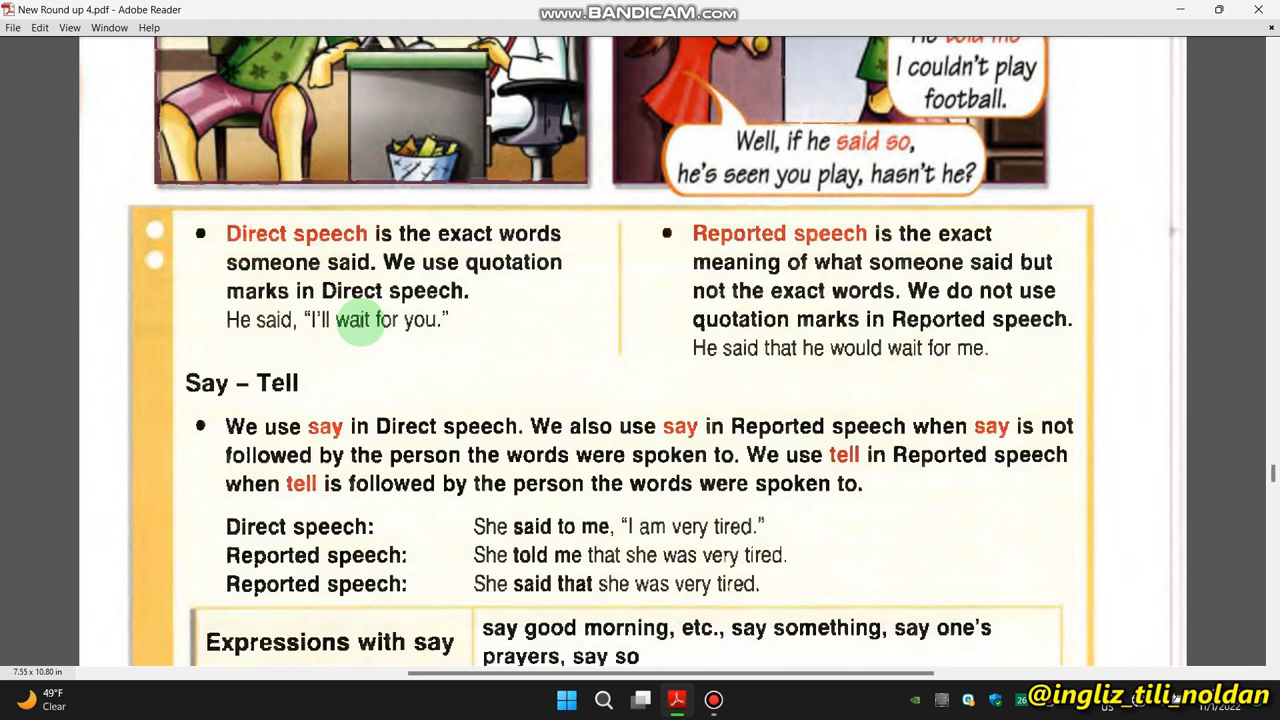 New Round up 4.pdf - Adobe Reader
WWW.BANDICAM.COM
File Edit View Window Help
told me
I couldn't play
football.
Well, if he said so,
he's seen you play, hasn't he?
• Direct speech is the exact words
someone said. We use quotation
marks in Direct speech.
He said, “I'll wait for you.”
• Reported speech is the exact
meaning of what someone said but
not the exact words. We do not use
quotation marks in Reported speech.
He said that he would wait for me.
Say – Tell
• We use say in Direct speech. We also use say in Reported speech when say is not
followed by the person the words were spoken to. We use tell in Reported speech
when tell is followed by the person the words were spoken to.
Direct speech: She said to me, “I am very tired.”
Reported speech: She told me that she was very tired.
Reported speech: She said that she was very tired.
Expressions with say
say good morning, etc., say something, say one's
prayers, say so
7.55 x 10.80 in
49°F
Clear
@ingliz_tili_noldan